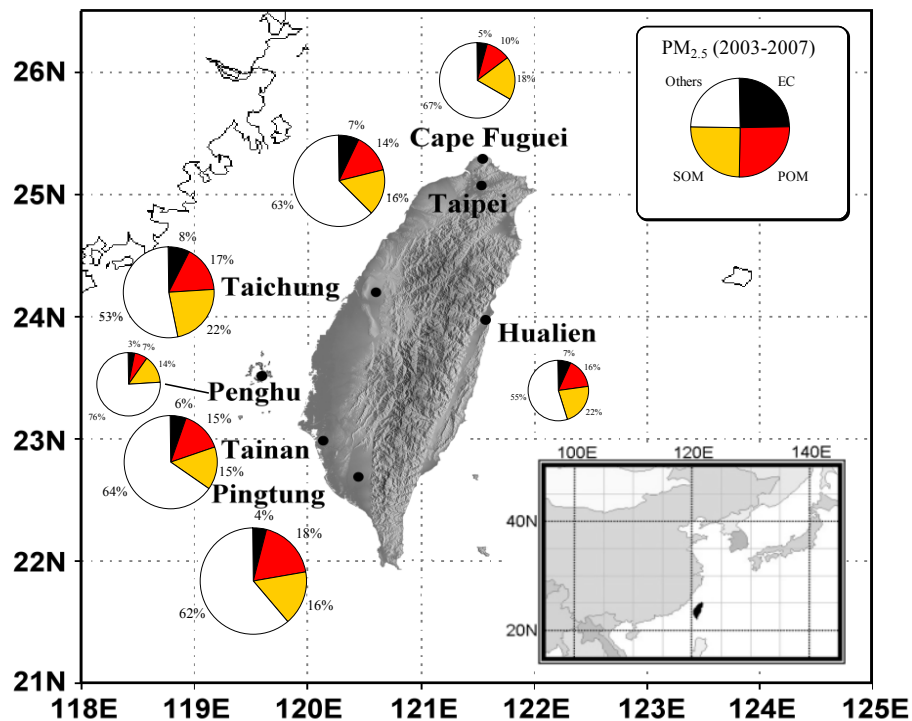 26N
25N
24N
23N
22N
21N
118E 119E 120E 121E 122E 123E 124E 125E
PM2.5 (2003-2007)
Others EC
SOM POM
5%
10%
18%
67%
Cape Fuguei
7%
14%
16%
63%
Taipei
8%
17%
22%
53%
Taichung
Hualien
7%
16%
22%
55%
3%
7%
14%
76%
Penghu
6%
15%
15%
64%
Tainan
Pingtung
4%
18%
16%
62%
100E 120E 140E
40N
20N